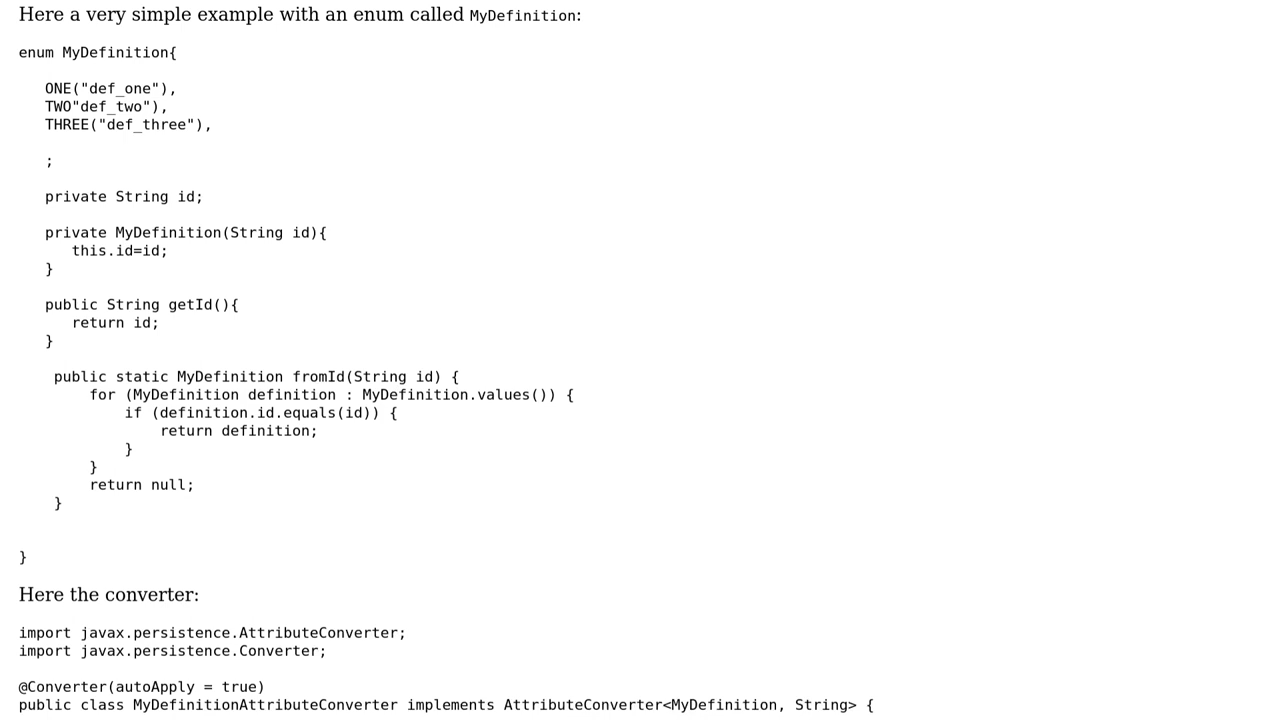 Here a very simple example with an enum called MyDefinition:
enum MyDefinition{
ONE("def_one"),
TWO"def_two"),
THREE("def_three"),
;
private String id;
private MyDefinition(String id){
this.id=id;
}
public String getId(){
return id;
}
public static MyDefinition fromId(String id) {
for (MyDefinition definition : MyDefinition.values()) {
if (definition.id.equals(id)) {
return definition;
}
}
return null;
}
}
Here the converter:
import javax.persistence.AttributeConverter;
import javax.persistence.Converter;
@Converter(autoApply = true)
public class MyDefinitionAttributeConverter implements AttributeConverter<MyDefinition, String> {